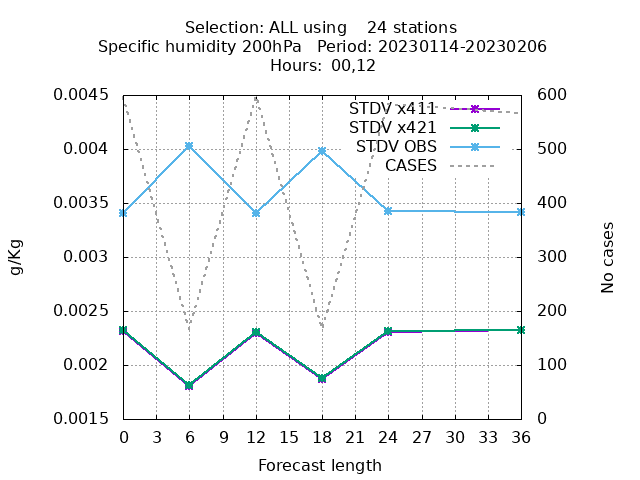 Selection: ALL using    24 stations
Specific humidity 200hPa   Period: 20230114-20230206
Hours: 00,12
STDV x411
STDV x421
STDV OBS
CASES
g/Kg
0.0045
0.004
0.0035
0.003
0.0025
0.002
0.0015
600
500
400
300
200
100
0
No cases
0 3 6 9 12 15 18 21 24 27 30 33 36
Forecast length